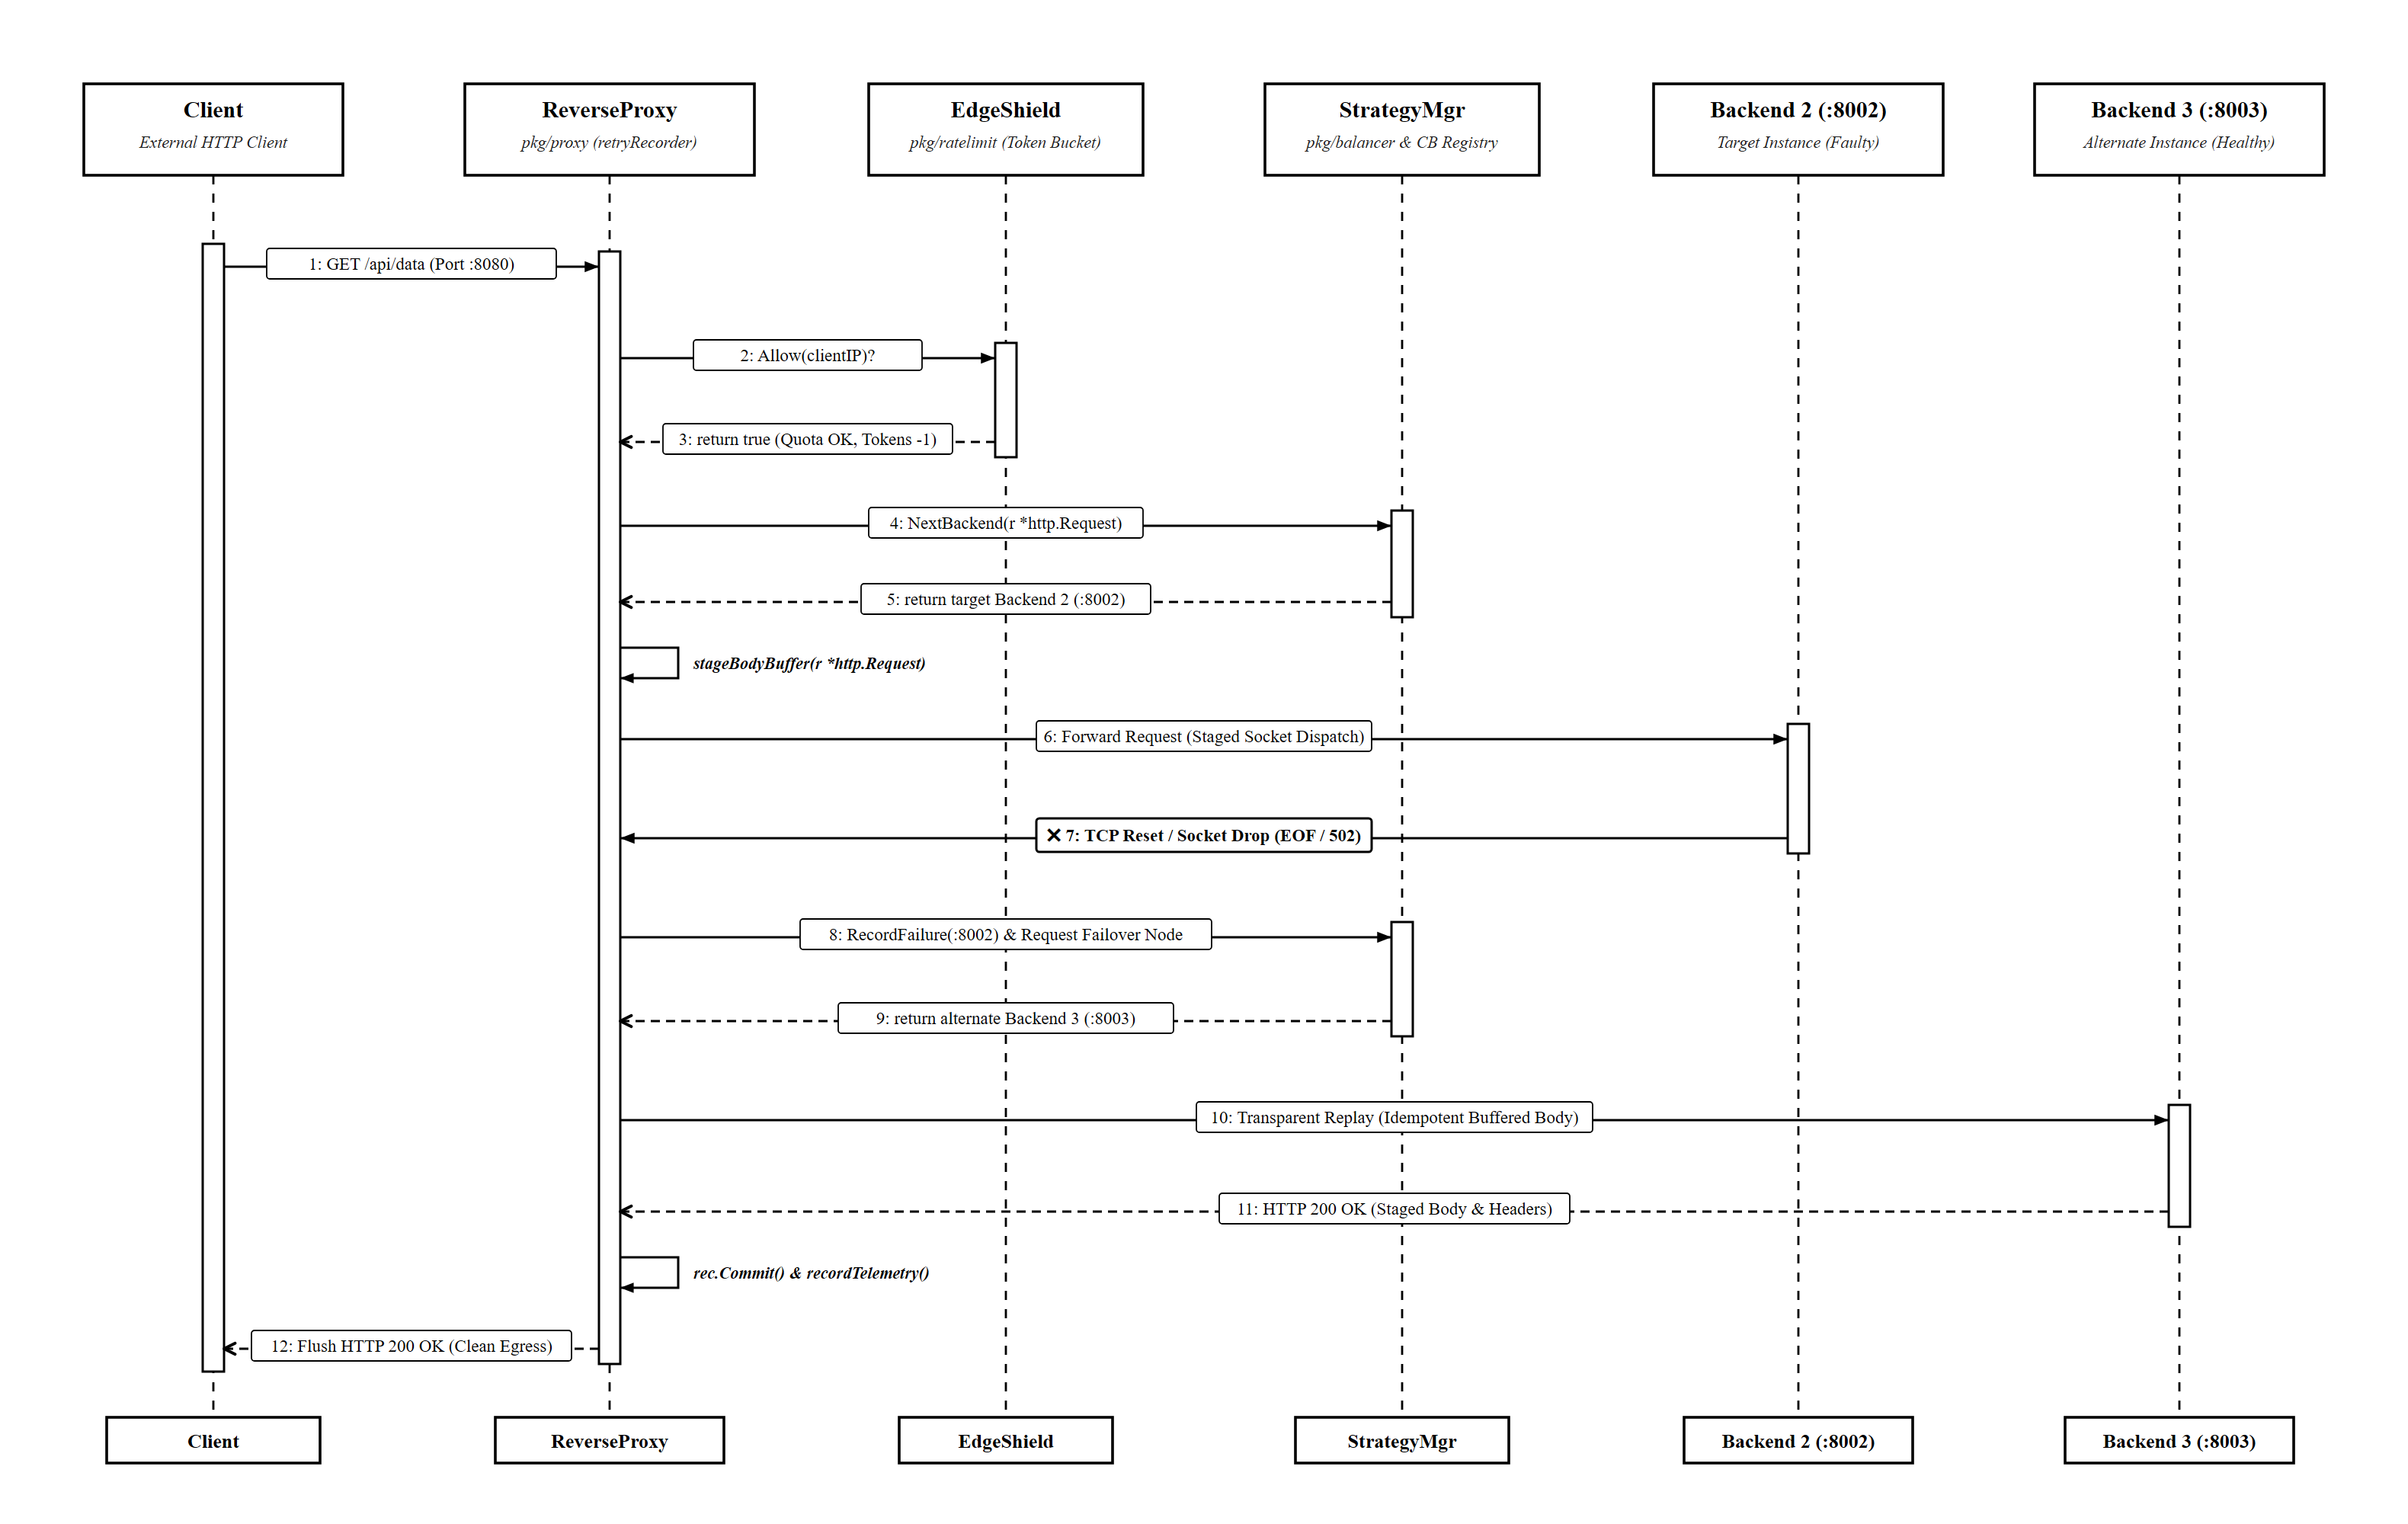 Client
External HTTP Client
ReverseProxy
pkg/proxy (retryRecorder)
EdgeShield
pkg/ratelimit (Token Bucket)
StrategyMgr
pkg/balancer & CB Registry
Backend 2 (:8002)
Target Instance (Faulty)
Backend 3 (:8003)
Alternate Instance (Healthy)
1: GET /api/data (Port :8080)
2: Allow(clientIP)?
3: return true (Quota OK, Tokens -1)
4: NextBackend(r *http.Request)
5: return target Backend 2 (:8002)
stageBodyBuffer(r *http.Request)
6: Forward Request (Staged Socket Dispatch)
❌ 7: TCP Reset / Socket Drop (EOF / 502)
8: RecordFailure(:8002) & Request Failover Node
9: return alternate Backend 3 (:8003)
10: Transparent Replay (Idempotent Buffered Body)
11: HTTP 200 OK (Staged Body & Headers)
rec.Commit() & recordTelemetry()
12: Flush HTTP 200 OK (Clean Egress)
Client
ReverseProxy
EdgeShield
StrategyMgr
Backend 2 (:8002)
Backend 3 (:8003)